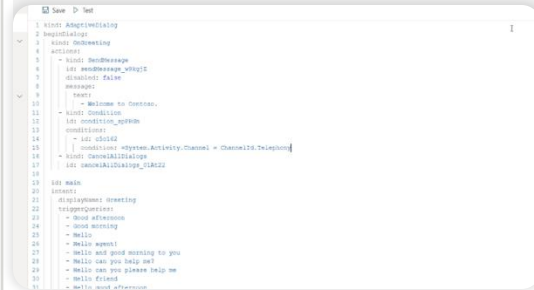 Save Test
1 kind: AdaptiveDialog
2 beginDialog:
3 kind: OnGreeting
4 actions:
5 - kind: SendMessage
6 id:
7 disabled: false
8 message:
9 text:
10 - Welcome to Contoso.
11 - kind: Condition
12 id:
13 conditions:
14 - id:
15 condition: =System.Activity.Channel = ChannelId.Telephony
16 - kind: CancelAllDialogs
17 id:
18
19 id: main
20 intent:
21 displayName: Greeting
22 triggerQueries:
23 - Good afternoon
24 - Good morning
25 - Hello
26 - Hello agent!
27 - Hello and good morning to you
28 - Hello can you help me?
29 - Hello can you please help me
30 - Hello friend
31 - Hello good afternoon